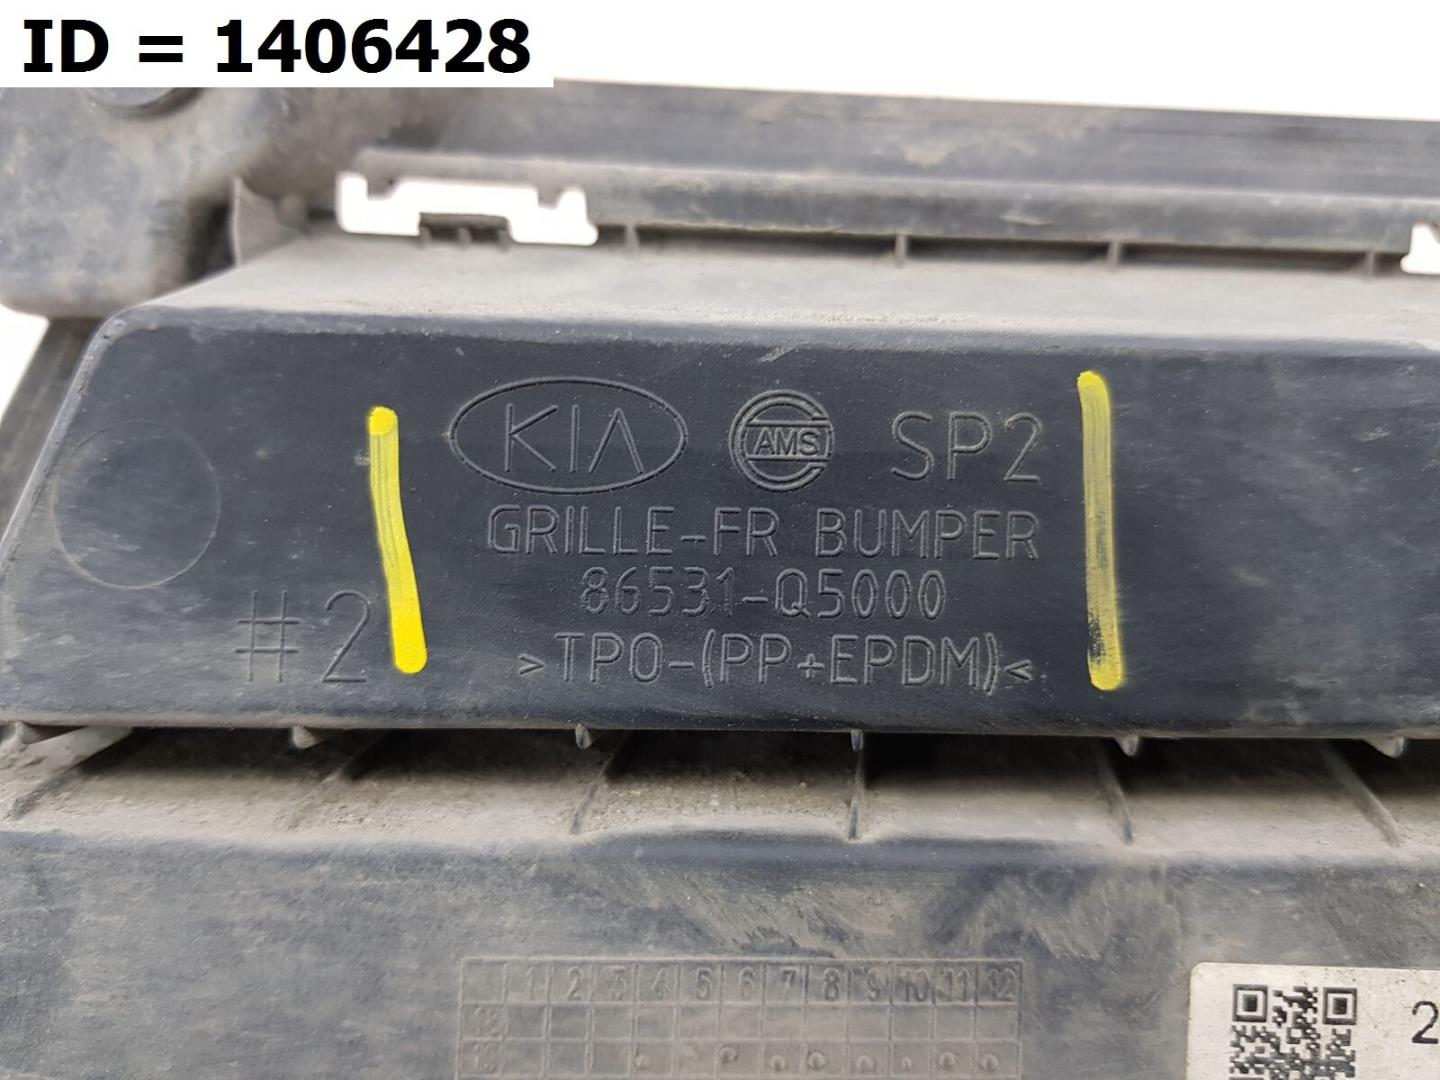 ID = 1406428
KIA AMS SP2
GRILLE-FR BUMPER
86531-Q5000
#2
>TPO-(PP+EPDM)<
1 2 3 4 5 6 7 8 9 10 11 12
2